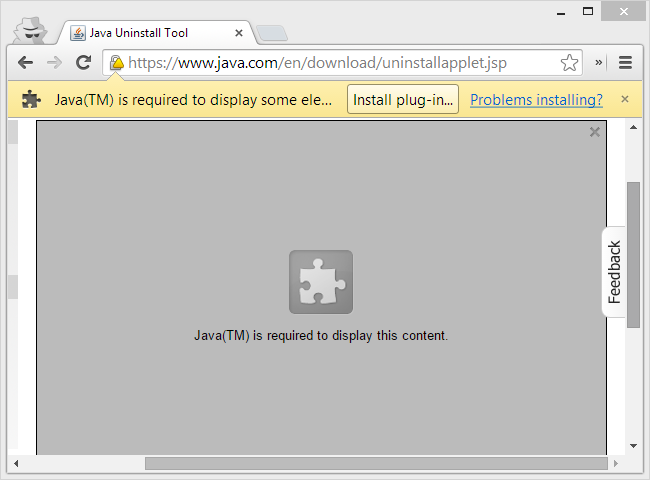 Java Uninstall Tool
https://www.java.com/en/download/uninstallapplet.jsp
Java(TM) is required to display some ele... Install plug-in... Problems installing?
Feedback
Java(TM) is required to display this content.